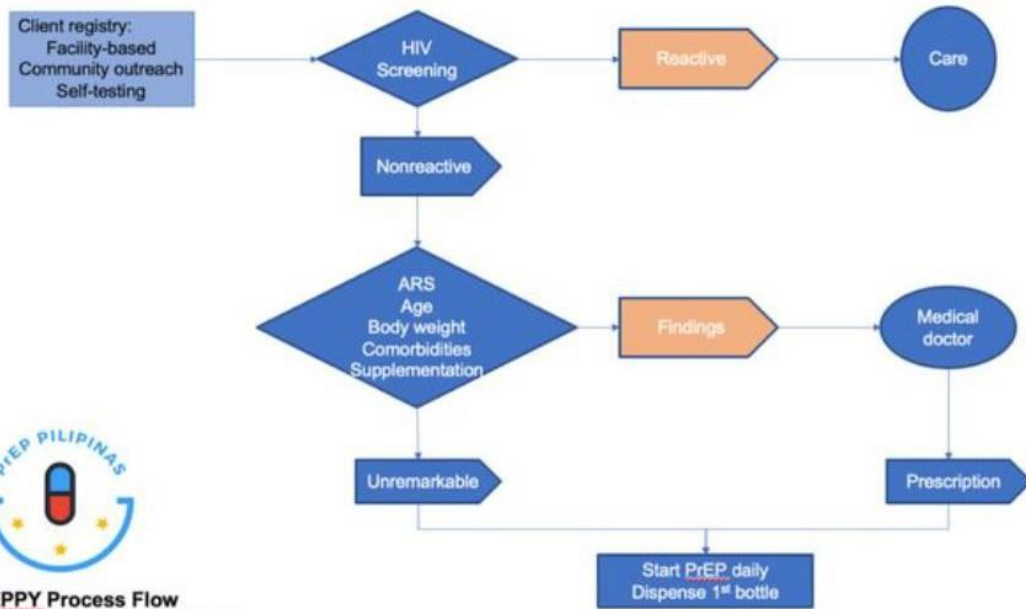 Client registry:
Facility-based
Community outreach
Self-testing
HIV
Screening
Reactive
Care
Nonreactive
ARS
Age
Body weight
Comorbidities
Supplementation
Findings
Medical
doctor
Unremarkable
Prescription
Start PrEP daily
Dispense 1st bottle
PrEP PILIPINAS
PPY Process Flow